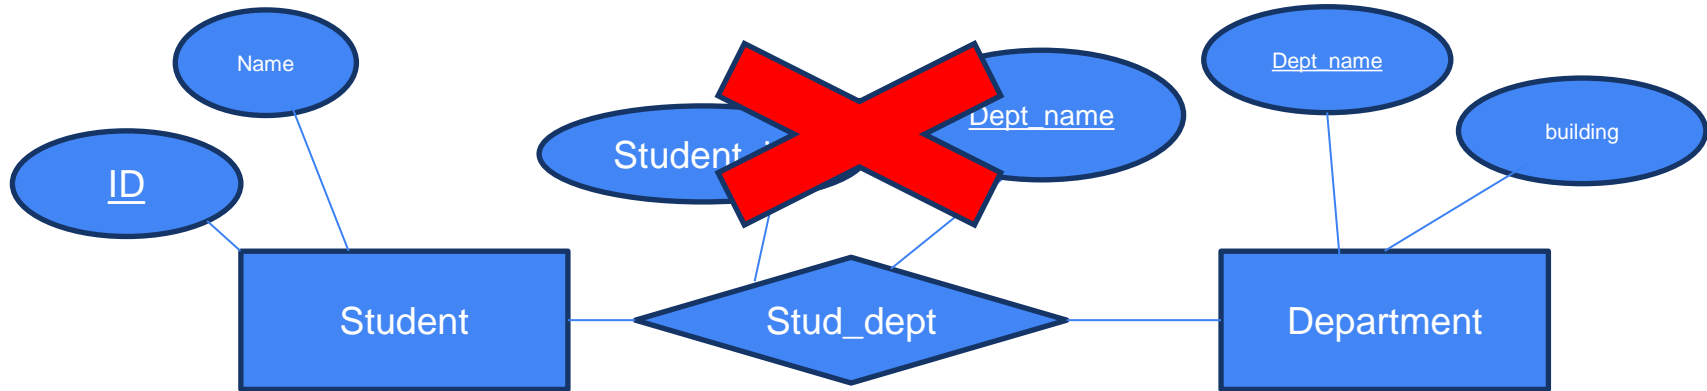 Name
Dept_name
Dept_name
building
Student
ID
Student
Stud_dept
Department